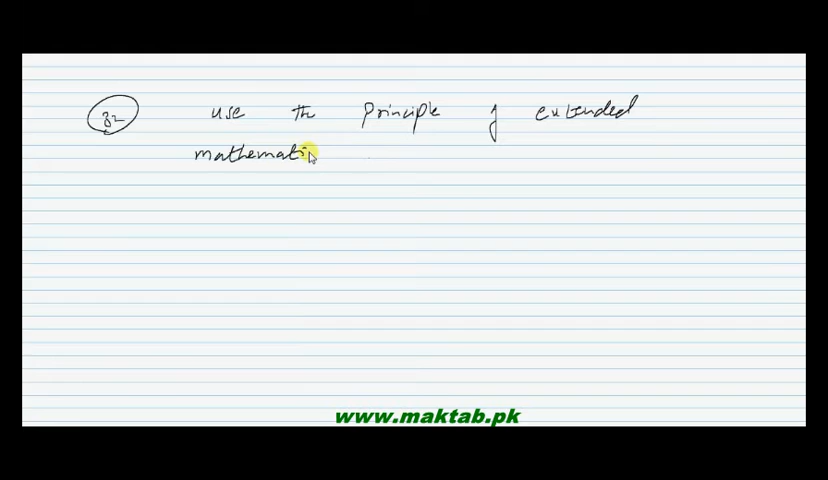 32 use the principle of extended
mathemati
www.maktab.pk